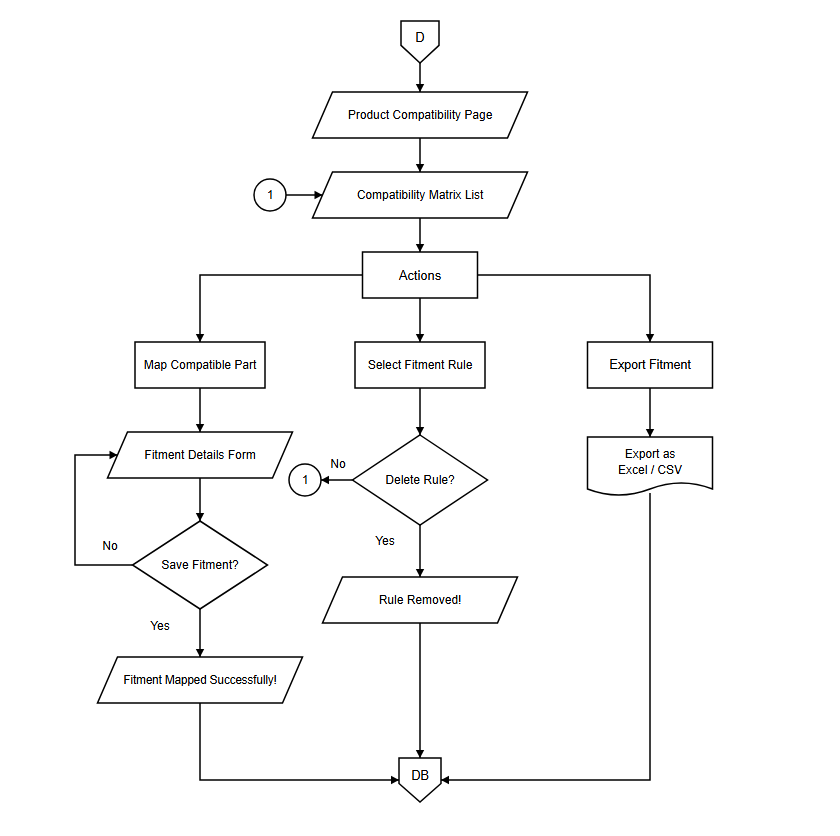 D
Product Compatibility Page
1
Compatibility Matrix List
Actions
Map Compatible Part
Select Fitment Rule
Export Fitment
Fitment Details Form
No
1
Delete Rule?
Export as
Excel / CSV
Yes
No
Save Fitment?
Rule Removed!
Yes
Fitment Mapped Successfully!
DB